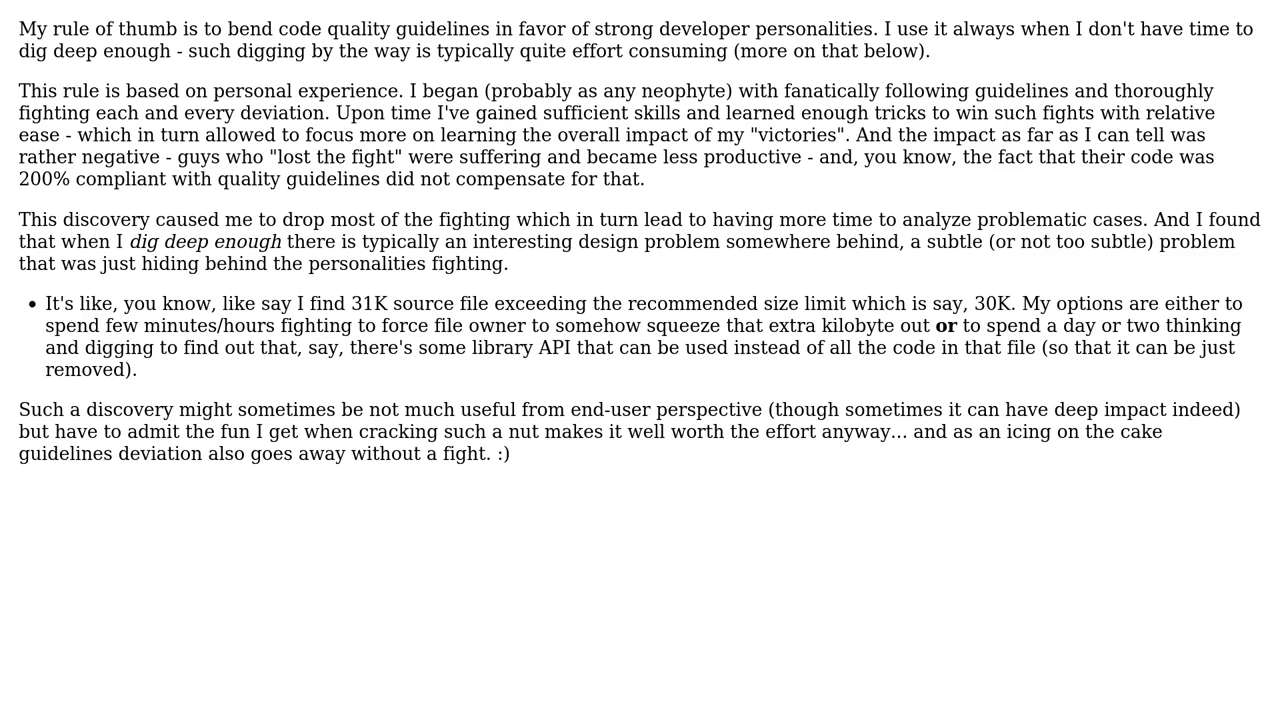 My rule of thumb is to bend code quality guidelines in favor of strong developer personalities. I use it always when I don't have time to
dig deep enough - such digging by the way is typically quite effort consuming (more on that below).
This rule is based on personal experience. I began (probably as any neophyte) with fanatically following guidelines and thoroughly
fighting each and every deviation. Upon time I've gained sufficient skills and learned enough tricks to win such fights with relative
ease - which in turn allowed to focus more on learning the overall impact of my "victories". And the impact as far as I can tell was
rather negative - guys who "lost the fight" were suffering and became less productive - and, you know, the fact that their code was
200% compliant with quality guidelines did not compensate for that.
This discovery caused me to drop most of the fighting which in turn lead to having more time to analyze problematic cases. And I found
that when I dig deep enough there is typically an interesting design problem somewhere behind, a subtle (or not too subtle) problem
that was just hiding behind the personalities fighting.
• It's like, you know, like say I find 31K source file exceeding the recommended size limit which is say, 30K. My options are either to
spend few minutes/hours fighting to force file owner to somehow squeeze that extra kilobyte out or to spend a day or two thinking
and digging to find out that, say, there's some library API that can be used instead of all the code in that file (so that it can be just
removed).
Such a discovery might sometimes be not much useful from end-user perspective (though sometimes it can have deep impact indeed)
but have to admit the fun I get when cracking such a nut makes it well worth the effort anyway... and as an icing on the cake
guidelines deviation also goes away without a fight. :)